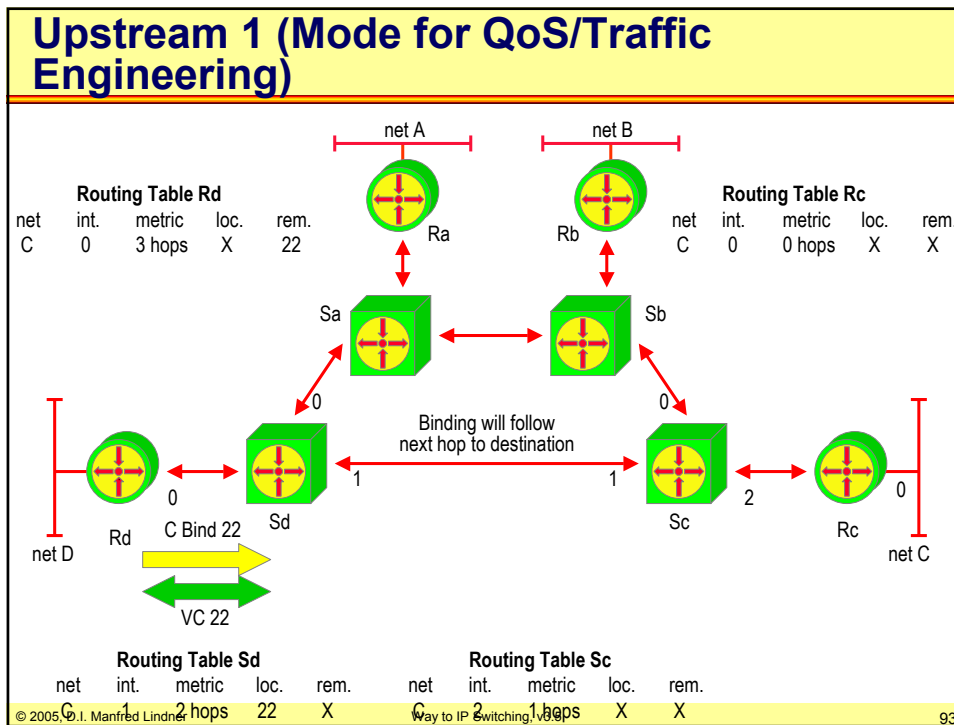 Upstream 1 (Mode for QoS/Traffic
Engineering)
net A
net B
Routing Table Rd
net int. metric loc. rem.
C 0 3 hops X 22
Routing Table Rc
net int. metric loc. rem.
C 0 0 hops X X
Ra
Rb
Sa
Sb
0
0
Binding will follow
next hop to destination
0
1
1
2
0
Rd
Sd
Sc
Rc
net D
net C
C Bind 22
VC 22
Routing Table Sd
net int. metric loc. rem.
C 1 2 hops 22 X
Routing Table Sc
net int. metric loc. rem.
C 2 1 hops X X
© 2005, D.I. Manfred Lindner
Way to IP Switching, v3.5
93